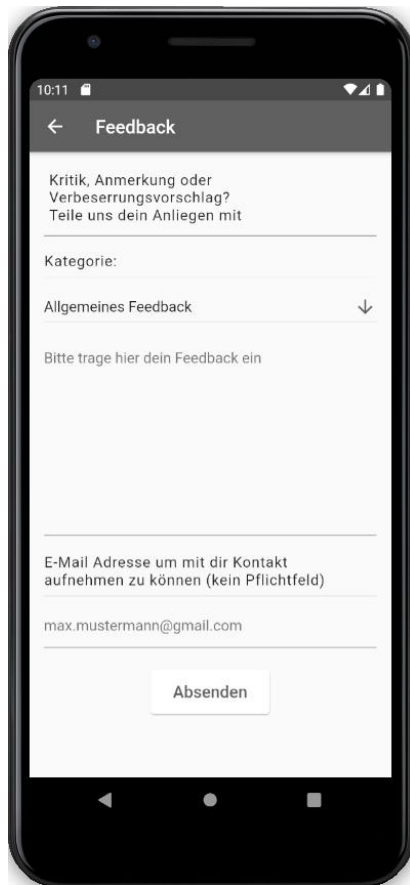 10:11
Feedback
Kritik, Anmerkung oder
Verbeserrungsvorschlag?
Teile uns dein Anliegen mit
Kategorie:
Allgemeines Feedback
Bitte trage hier dein Feedback ein
E-Mail Adresse um mit dir Kontakt
aufnehmen zu können (kein Pflichtfeld)
max.mustermann@gmail.com
Absenden